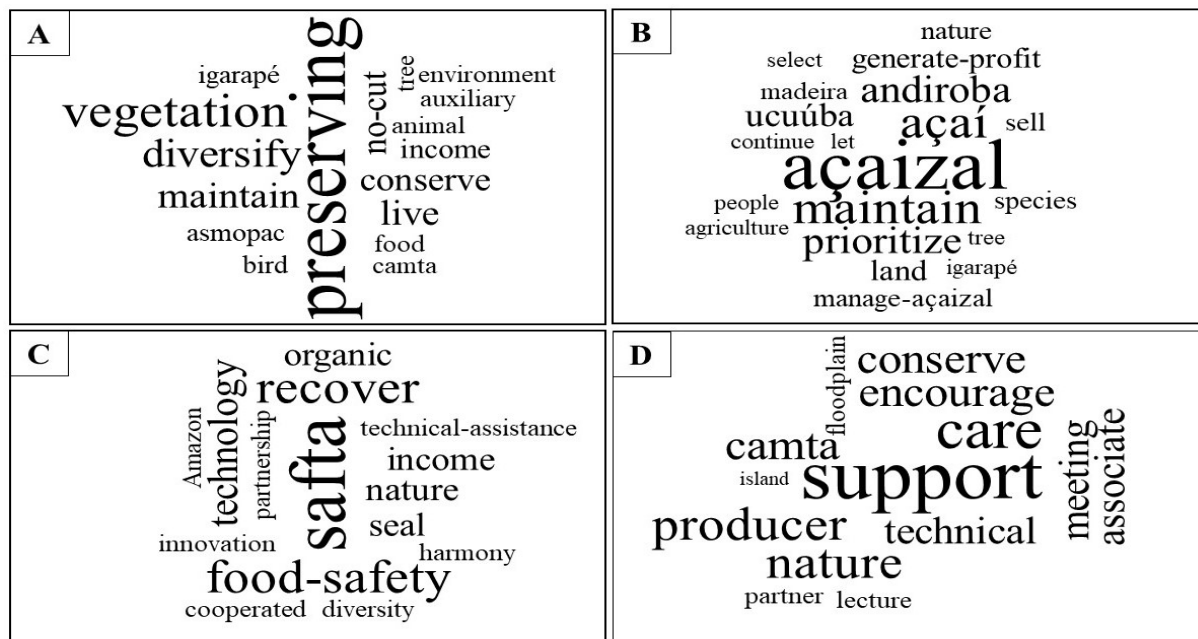 A
preserving
igarapé
tree
environment
vegetation
no-cut
auxiliary
animal
diversify
income
maintain
conserve
live
asmopac
food
bird
camta
B
nature
select
generate-profit
madeira
andiroba
ucuúba
açaí
sell
continue
let
açaizal
people
maintain
species
agriculture
prioritize
tree
land
igarapé
manage-açaizal
C
organic
technology
recover
Amazon
partnership
safta
technical-assistance
income
nature
seal
innovation
harmony
food-safety
cooperated
diversity
D
floodplain
conserve
encourage
care
camta
meeting
associate
island
support
producer
technical
nature
partner
lecture